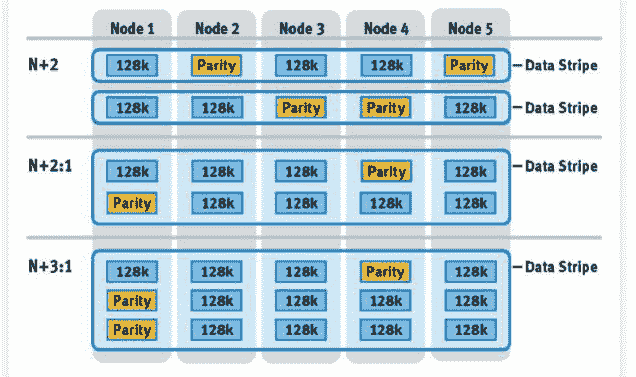 Node 1 Node 2 Node 3 Node 4 Node 5
N+2 128k Parity 128k 128k Parity Data Stripe
128k 128k Parity Parity 128k Data Stripe
N+2:1 128k 128k 128k Parity 128k Data Stripe
Parity 128k 128k 128k 128k
N+3:1 128k 128k 128k Parity 128k Data Stripe
Parity 128k 128k 128k 128k
Parity 128k 128k 128k 128k